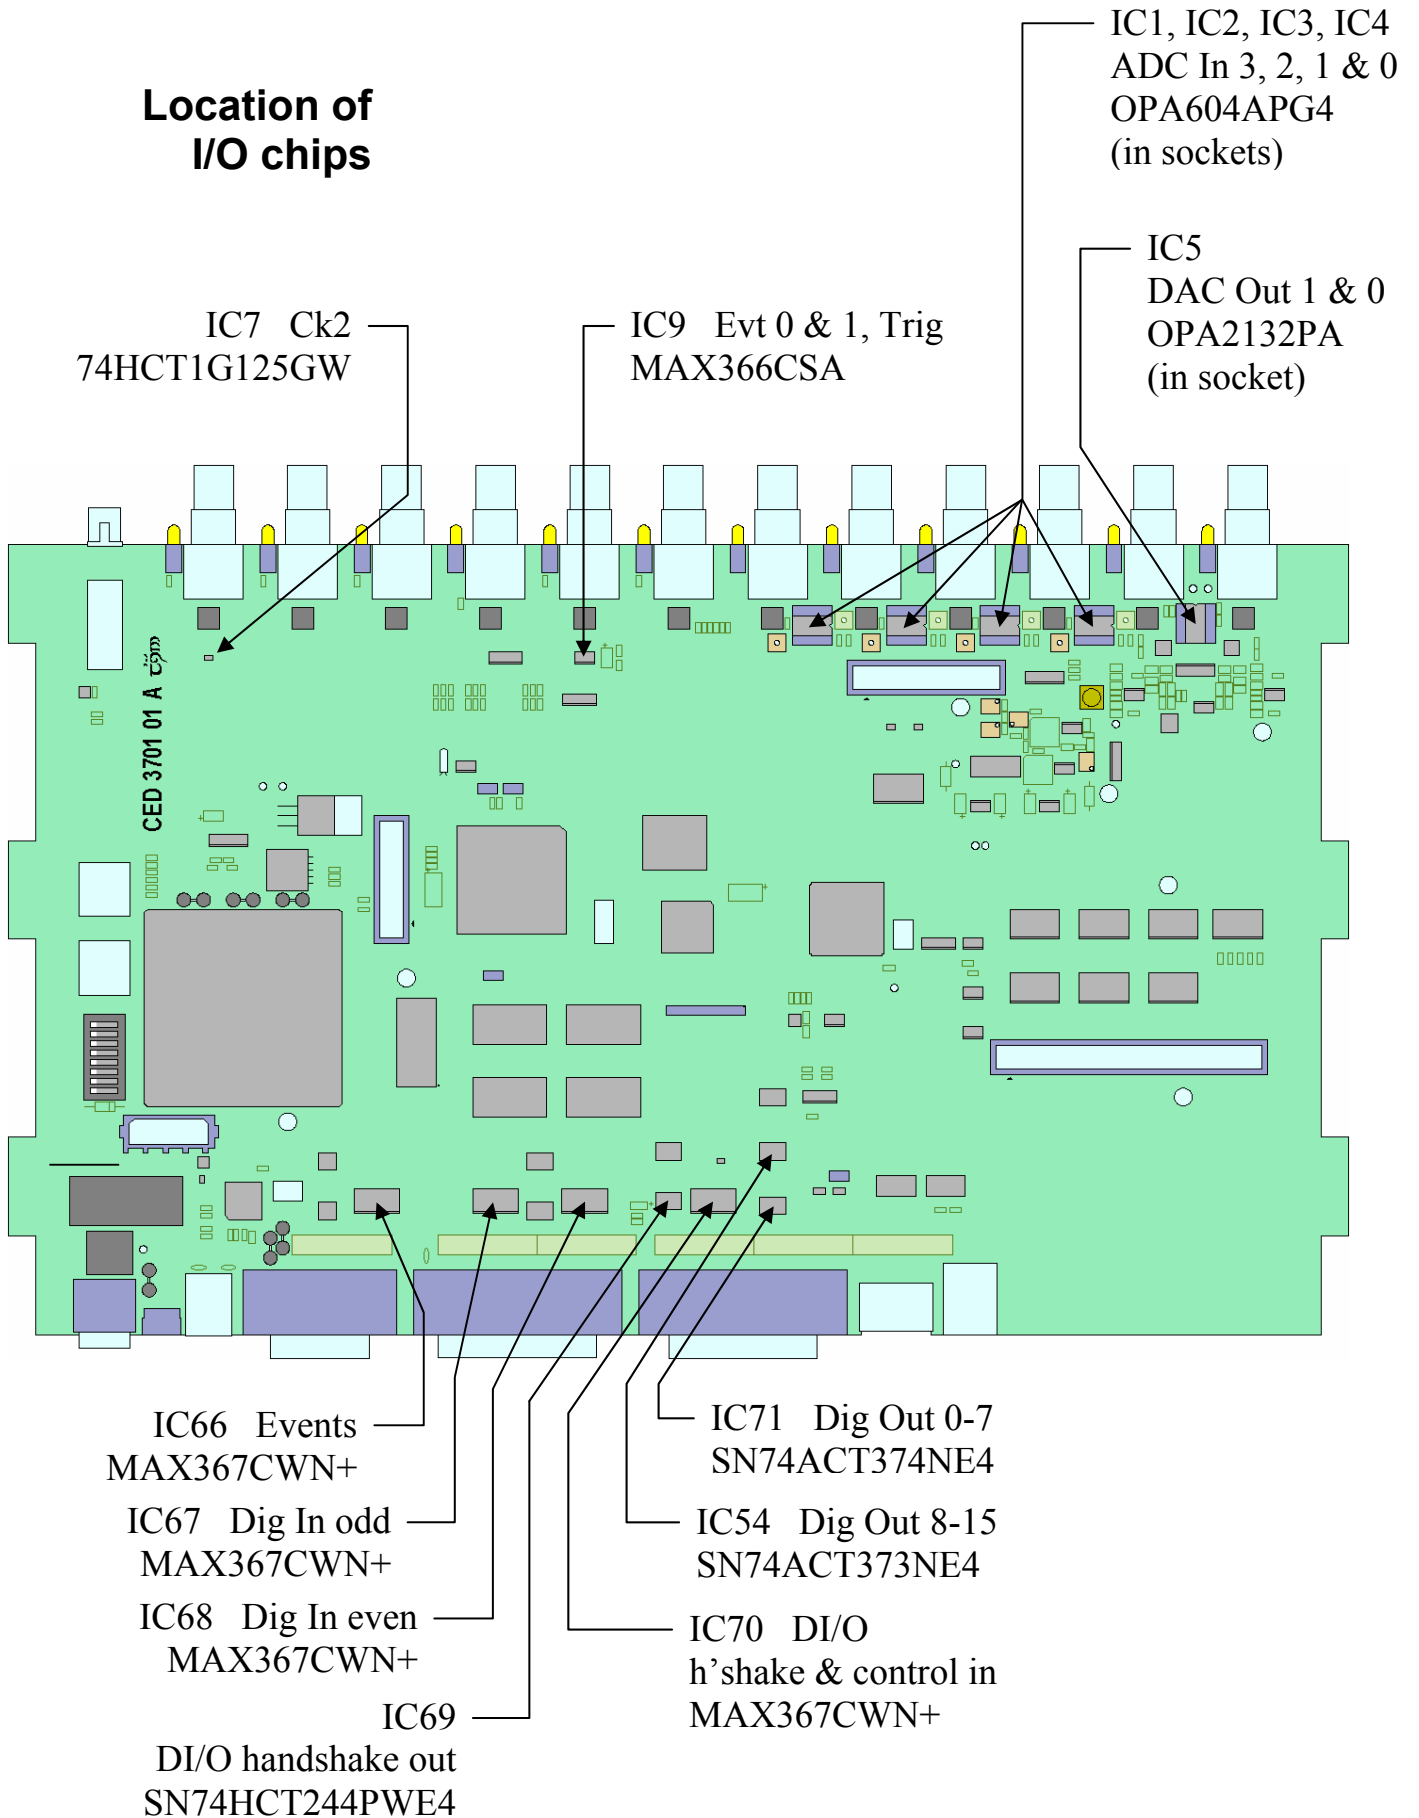 Location of
I/O chips
IC1, IC2, IC3, IC4
ADC In 3, 2, 1 & 0
OPA604APG4
(in sockets)
IC5
DAC Out 1 & 0
OPA2132PA
(in socket)
IC7 Ck2
74HCT1G125GW
IC9 Evt 0 & 1, Trig
MAX366CSA
CED 3701 01 A
IC66 Events
MAX367CWN+
IC67 Dig In odd
MAX367CWN+
IC68 Dig In even
MAX367CWN+
IC69
DI/O handshake out
SN74HCT244PWE4
IC71 Dig Out 0-7
SN74ACT374NE4
IC54 Dig Out 8-15
SN74ACT373NE4
IC70 DI/O
h’shake & control in
MAX367CWN+